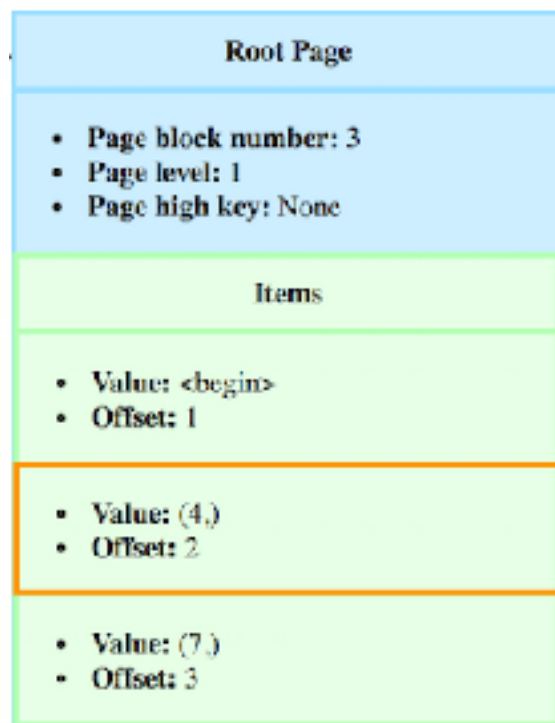 Root Page
• Page block number: 3
• Page level: 1
• Page high key: None
Items
• Value: <begin>
• Offset: 1
• Value: (4,)
• Offset: 2
• Value: (7,)
• Offset: 3